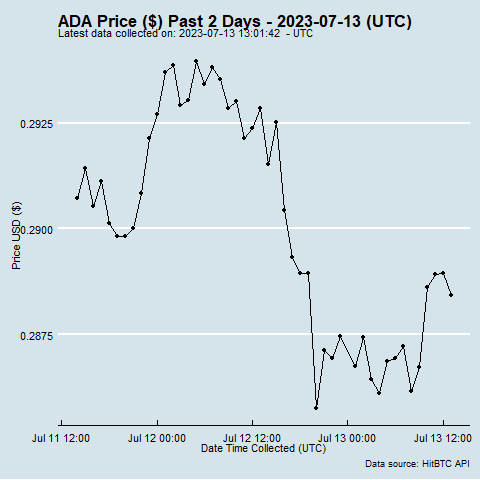 ADA Price ($) Past 2 Days - 2023-07-13 (UTC)
Latest data collected on: 2023-07-13 13:01:42 - UTC
0.2925
0.2900
0.2875
Price USD ($)
Jul 11 12:00 Jul 12 00:00 Jul 12 12:00 Jul 13 00:00 Jul 13 12:00
Date Time Collected (UTC)
Data source: HitBTC API